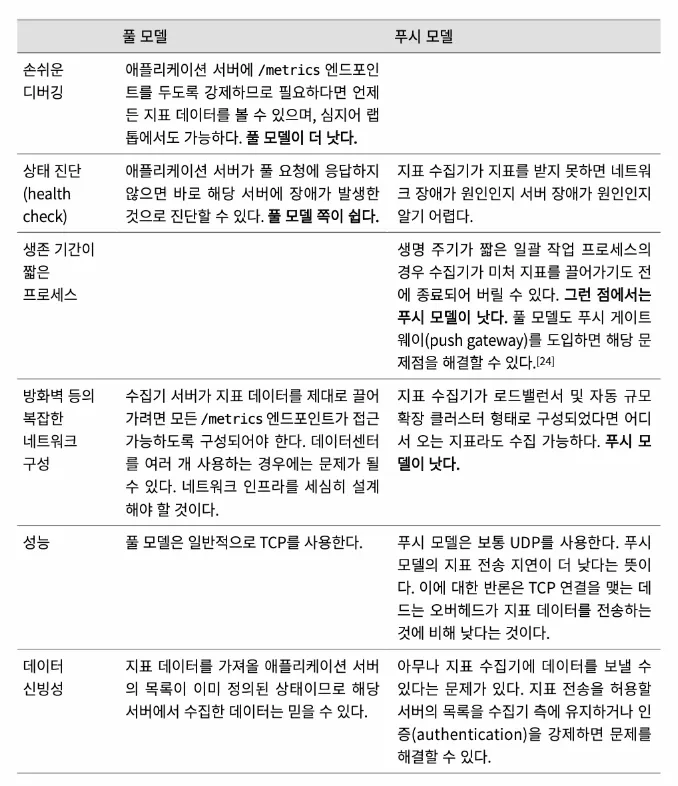 풀 모델
푸시 모델
손쉬운
디버깅
애플리케이션 서버에 /metrics 엔드포인
트를 두도록 강제하므로 필요하다면 언제
든 지표 데이터를 볼 수 있으며, 심지어 랩
톱에서도 가능하다. 풀 모델이 더 낫다.
상태 진단
(health
check)
애플리케이션 서버가 풀 요청에 응답하지
않으면 바로 해당 서버에 장애가 발생한
것으로 진단할 수 있다. 풀 모델 쪽이 쉽다.
지표 수집기가 지표를 받지 못하면 네트워
크 장애가 원인인지 서버 장애가 원인인지
알기 어렵다.
생존 기간이
짧은
프로세스
생명 주기가 짧은 일괄 작업 프로세스의
경우 수집기가 미처 지표를 끌어가기도 전
에 종료되어 버릴 수 있다. 그런 점에서는
푸시 모델이 낫다. 풀 모델도 푸시 게이트
웨이(push gateway)를 도입하면 해당 문
제점을 해결할 수 있다.[24]
방화벽 등의
복잡한
네트워크
구성
수집기 서버가 지표 데이터를 제대로 끌어
가려면 모든 /metrics 엔드포인트가 접근
가능하도록 구성되어야 한다. 데이터센터
를 여러 개 사용하는 경우에는 문제가 될
수 있다. 네트워크 인프라를 세심히 설계
해야 할 것이다.
지표 수집기가 로드밸런서 및 자동 규모
확장 클러스터 형태로 구성되었다면 어디
서 오는 지표라도 수집 가능하다. 푸시 모
델이 낫다.
성능
풀 모델은 일반적으로 TCP를 사용한다.
푸시 모델은 보통 UDP를 사용한다. 푸시
모델의 지표 전송 지연이 더 낮다는 뜻이
다. 이에 대한 반론은 TCP 연결을 맺는 데
드는 오버헤드가 지표 데이터를 전송하는
것에 비해 낮다는 것이다.
데이터
신빙성
지표 데이터를 가져올 애플리케이션 서버
의 목록이 이미 정의된 상태이므로 해당
서버에서 수집한 데이터는 믿을 수 있다.
아무나 지표 수집기에 데이터를 보낼 수
있다는 문제가 있다. 지표 전송을 허용할
서버의 목록을 수집기 측에 유지하거나 인
증(authentication)을 강제하면 문제를
해결할 수 있다.